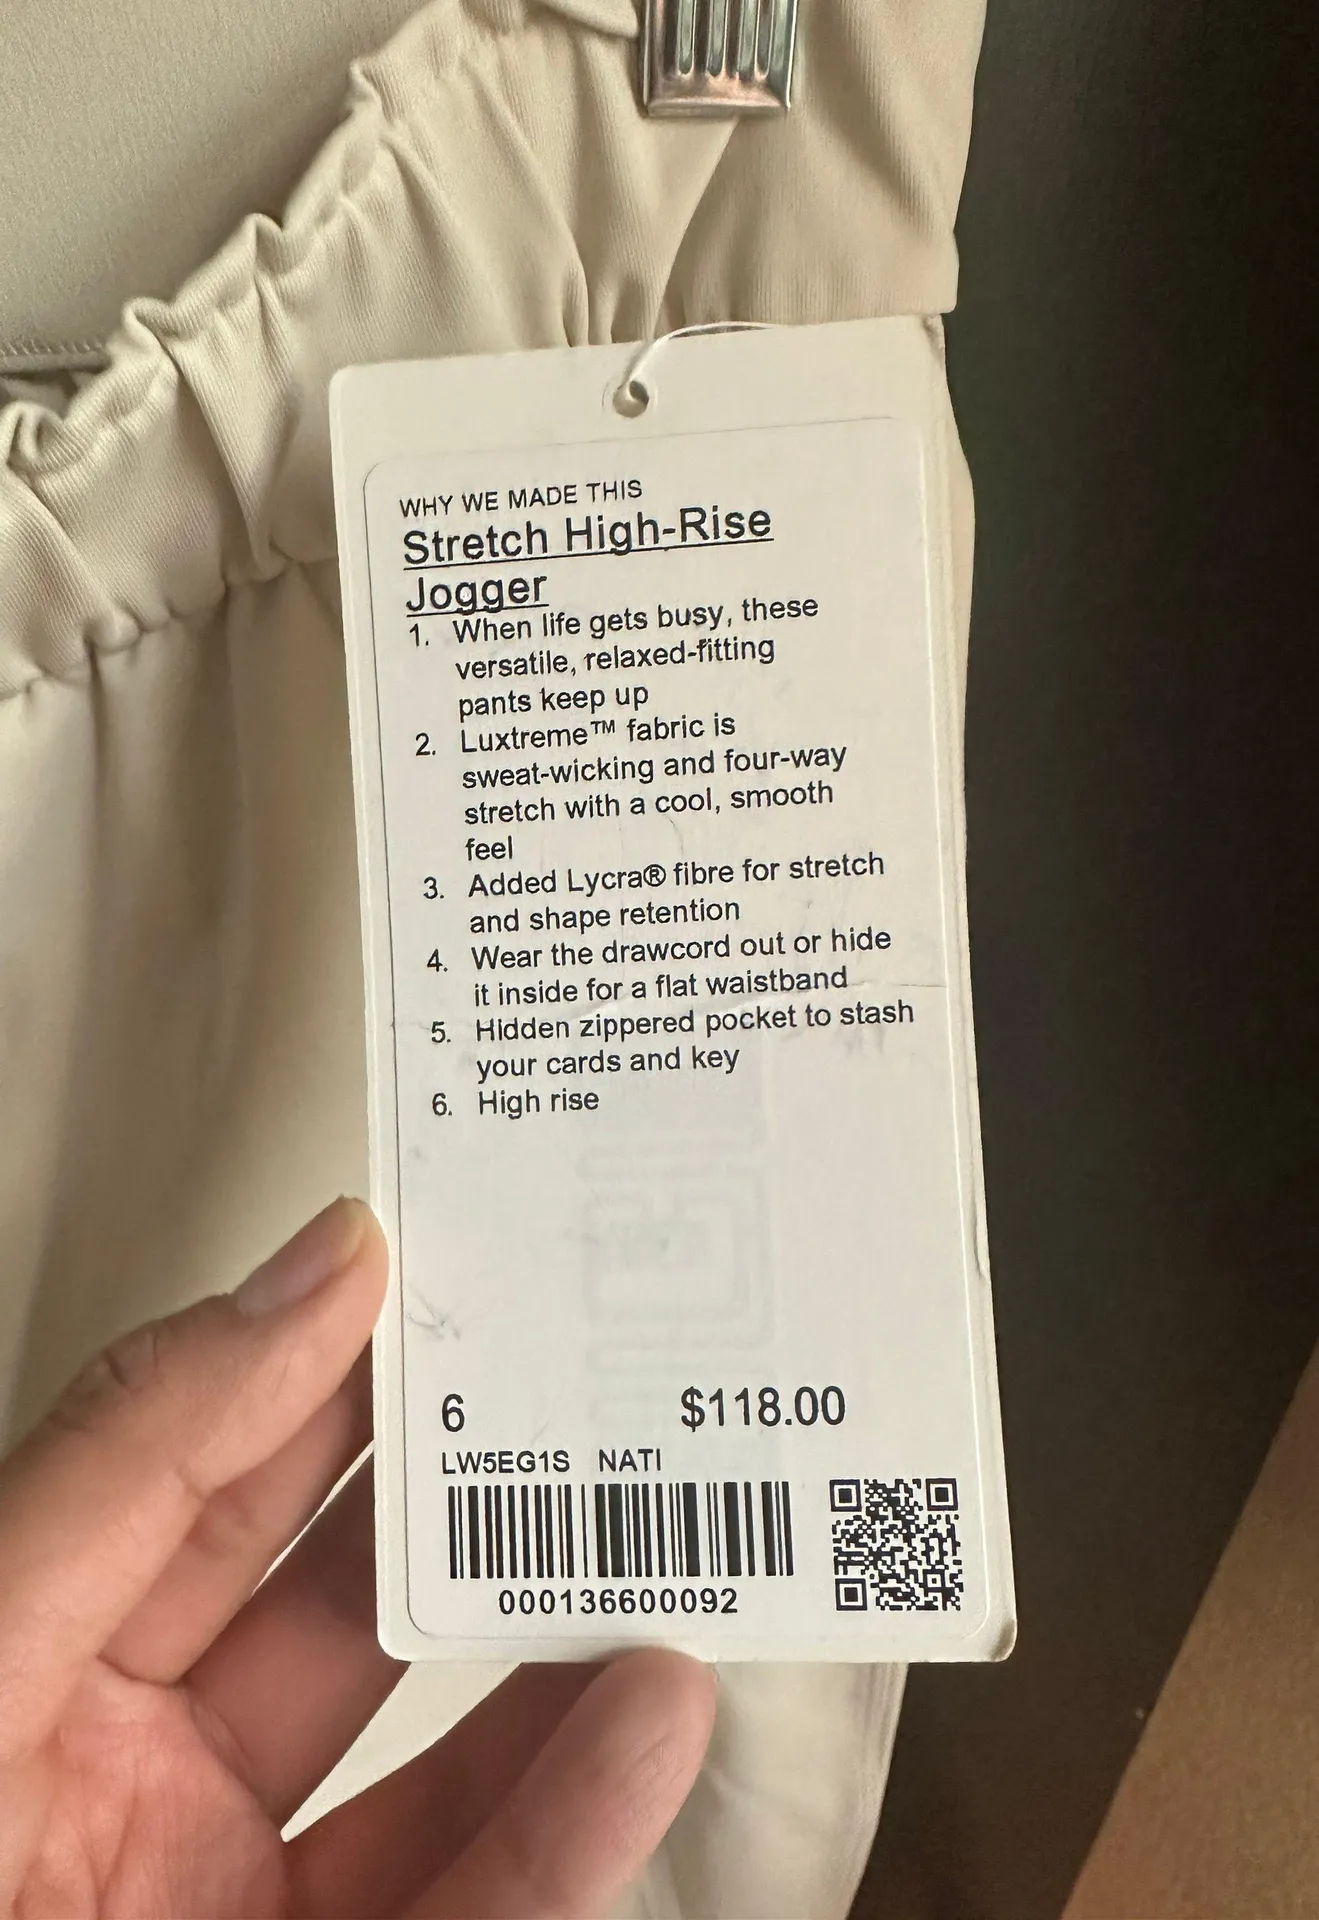 WHY WE MADE THIS
Stretch High-Rise
Jogger
1. When life gets busy, these
versatile, relaxed-fitting
pants keep up
2. Luxtreme™ fabric is
sweat-wicking and four-way
stretch with a cool, smooth
feel
3. Added Lycra® fibre for stretch
and shape retention
4. Wear the drawcord out or hide
it inside for a flat waistband
5. Hidden zippered pocket to stash
your cards and key
6. High rise
6 $118.00
LW5EG1S NATI
000136600092